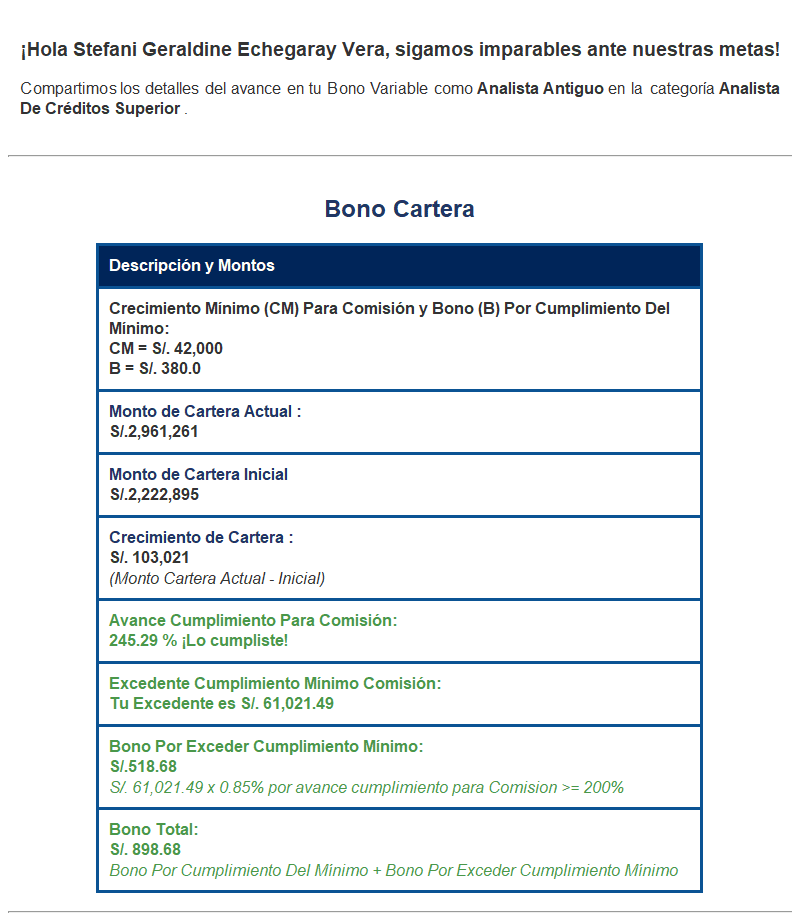 ¡Hola Stefani Geraldine Echegaray Vera, sigamos imparables ante nuestras metas!
Compartimos los detalles del avance en tu Bono Variable como Analista Antiguo en la categoría Analista
De Créditos Superior .
Bono Cartera
Descripción y Montos
Crecimiento Mínimo (CM) Para Comisión y Bono (B) Por Cumplimiento Del
Mínimo:
CM = S/. 42,000
B = S/. 380.0
Monto de Cartera Actual :
S/.2,961,261
Monto de Cartera Inicial
S/.2,222,895
Crecimiento de Cartera :
S/. 103,021
(Monto Cartera Actual - Inicial)
Avance Cumplimiento Para Comisión:
245.29 % ¡Lo cumpliste!
Excedente Cumplimiento Mínimo Comisión:
Tu Excedente es S/. 61,021.49
Bono Por Exceder Cumplimiento Mínimo:
S/.518.68
S/. 61,021.49 x 0.85% por avance cumplimiento para Comision >= 200%
Bono Total:
S/. 898.68
Bono Por Cumplimiento Del Mínimo + Bono Por Exceder Cumplimiento Mínimo